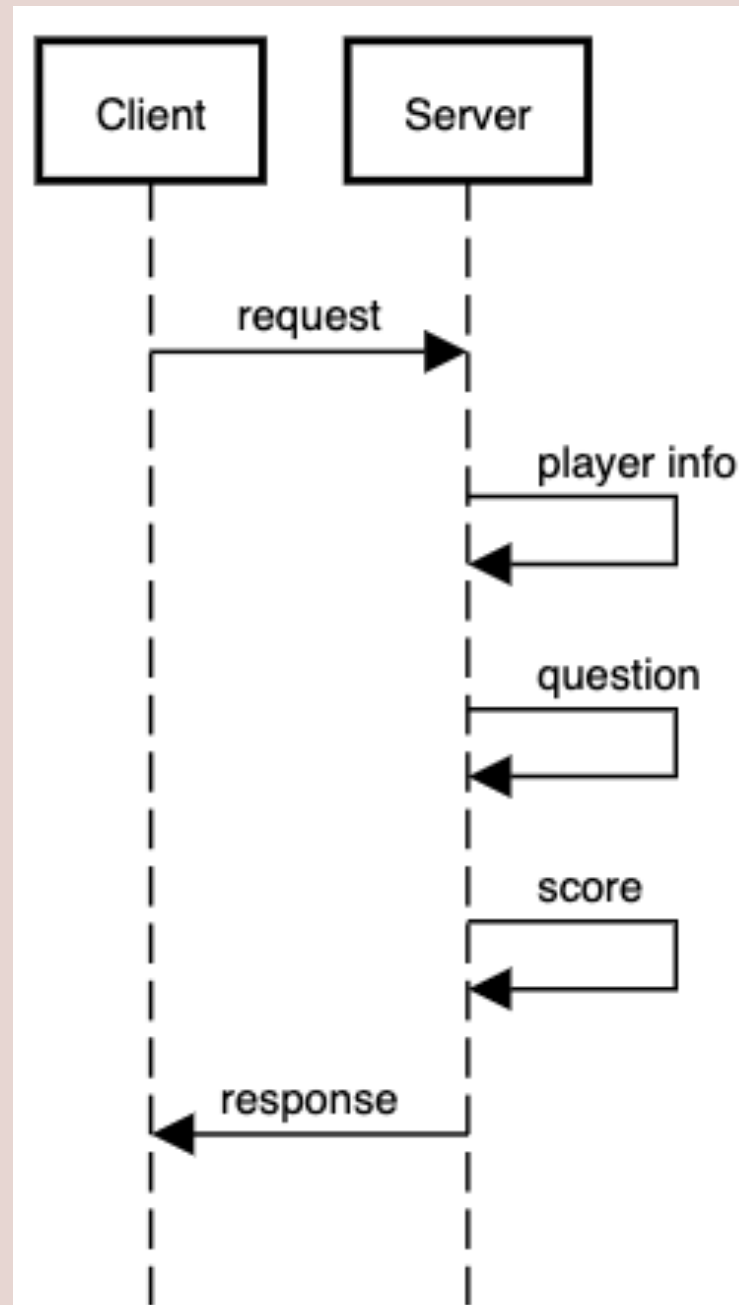 Client
Server
request
player info
question
score
response